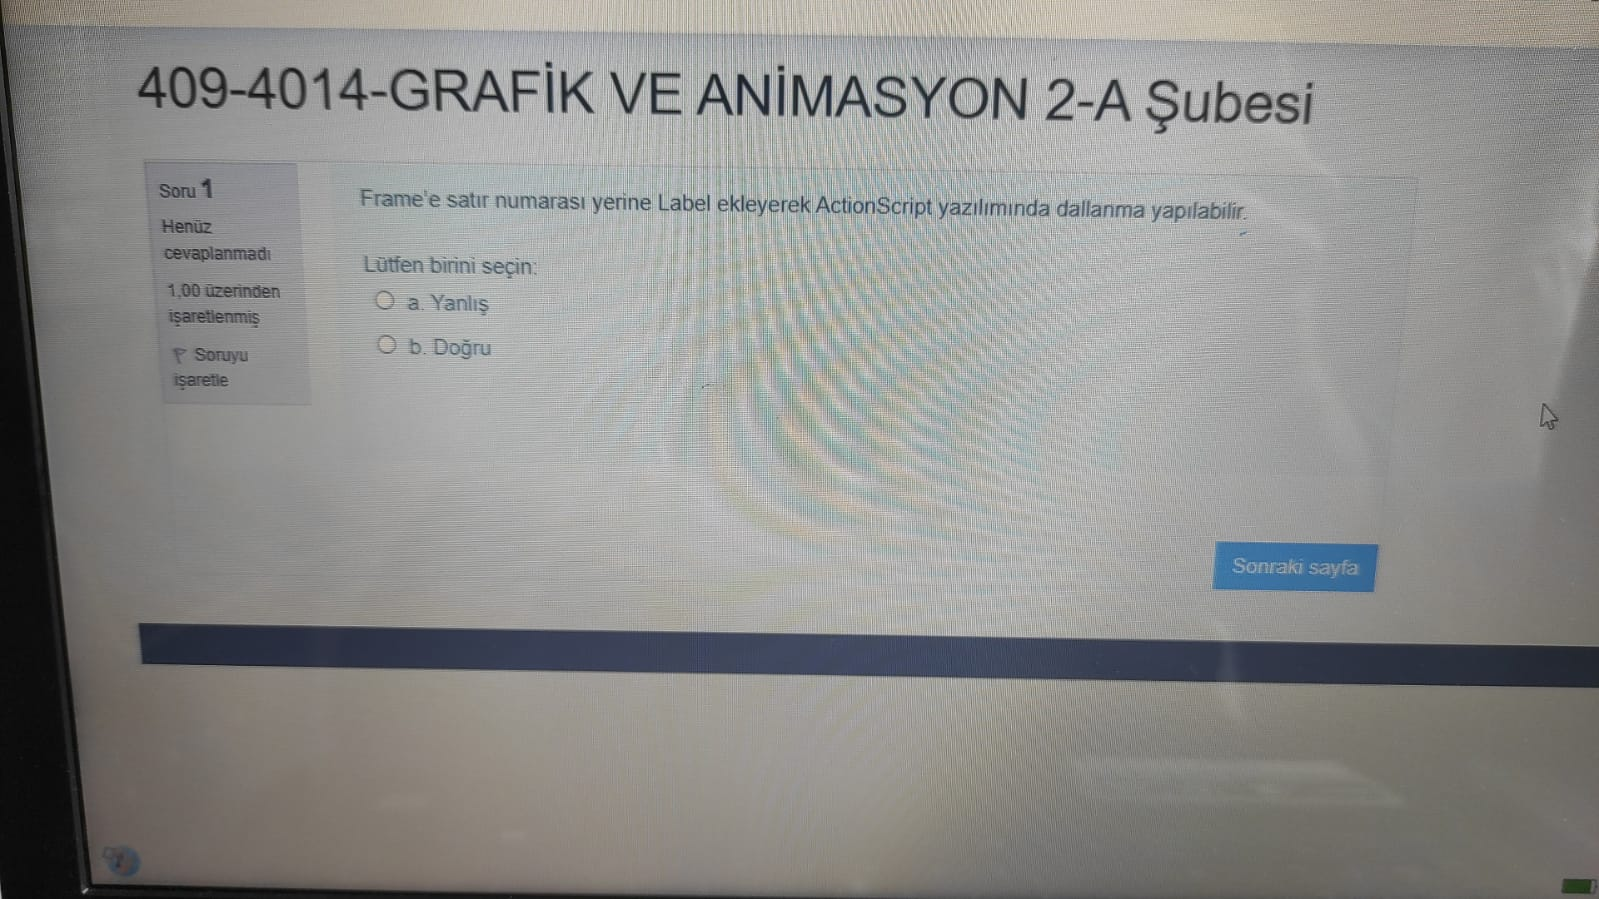 409-4014-GRAFİK VE ANİMASYON 2-A Şubesi
Soru 1
Henüz
cevaplanmadı
1,00 üzerinden
işaretlenmiş
Soruyu
işaretle
Frame'e satır numarası yerine Label ekleyerek ActionScript yazılımında dallanma yapılabilir.
Lütfen birini seçin:
a. Yanlış
b. Doğru
Sonraki sayfa